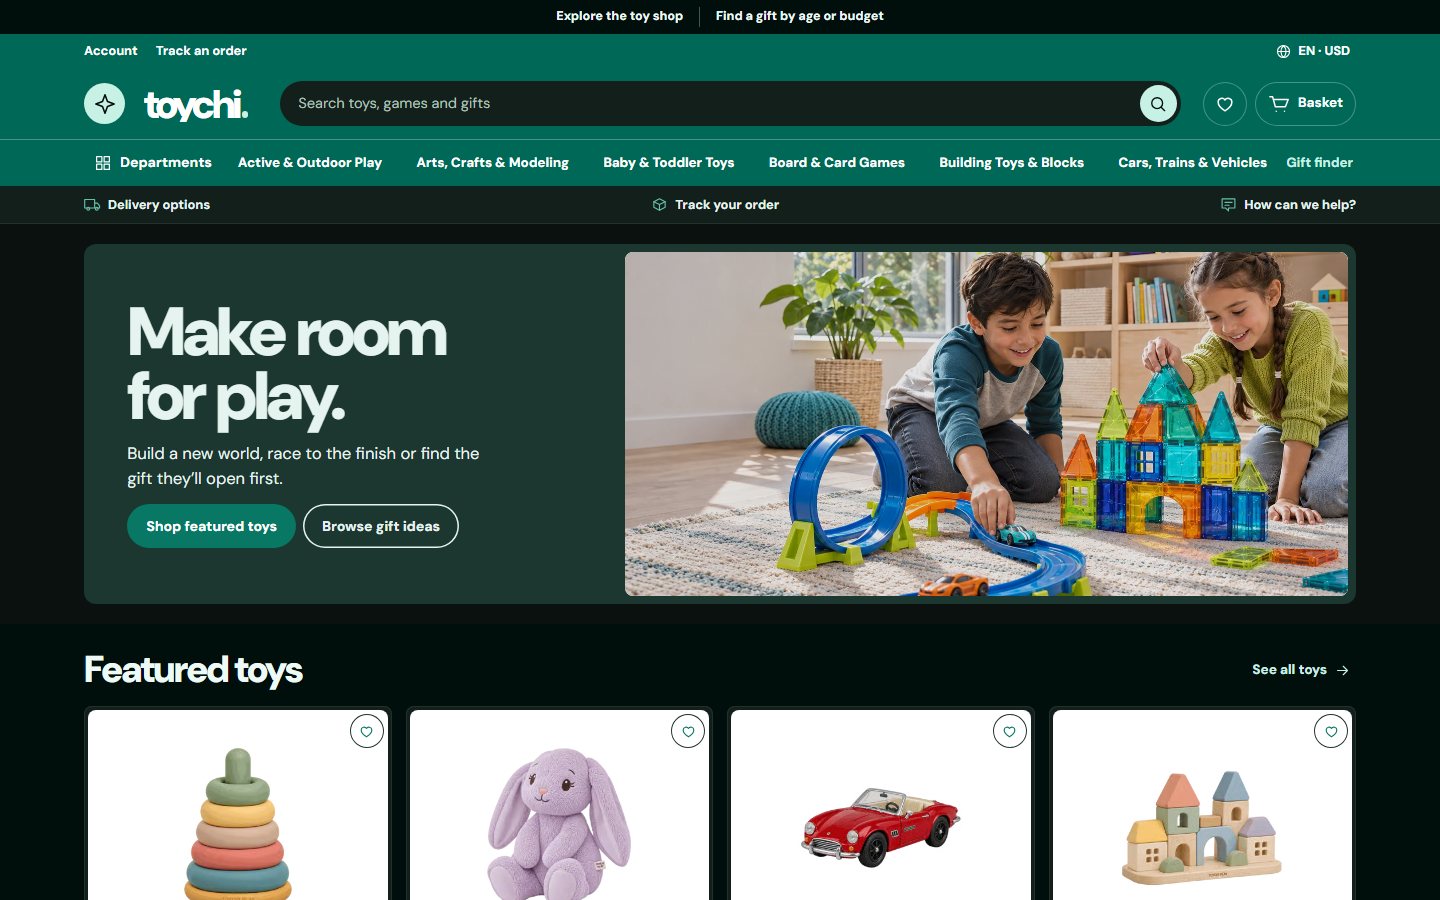 Explore the toy shop
Find a gift by age or budget
Account
Track an order
EN · USD
toychi.
Search toys, games and gifts
Basket
Departments
Active & Outdoor Play
Arts, Crafts & Modeling
Baby & Toddler Toys
Board & Card Games
Building Toys & Blocks
Cars, Trains & Vehicles
Gift finder
Delivery options
Track your order
How can we help?
Make room
for play.
Build a new world, race to the finish or find the
gift they’ll open first.
Shop featured toys
Browse gift ideas
Featured toys
See all toys